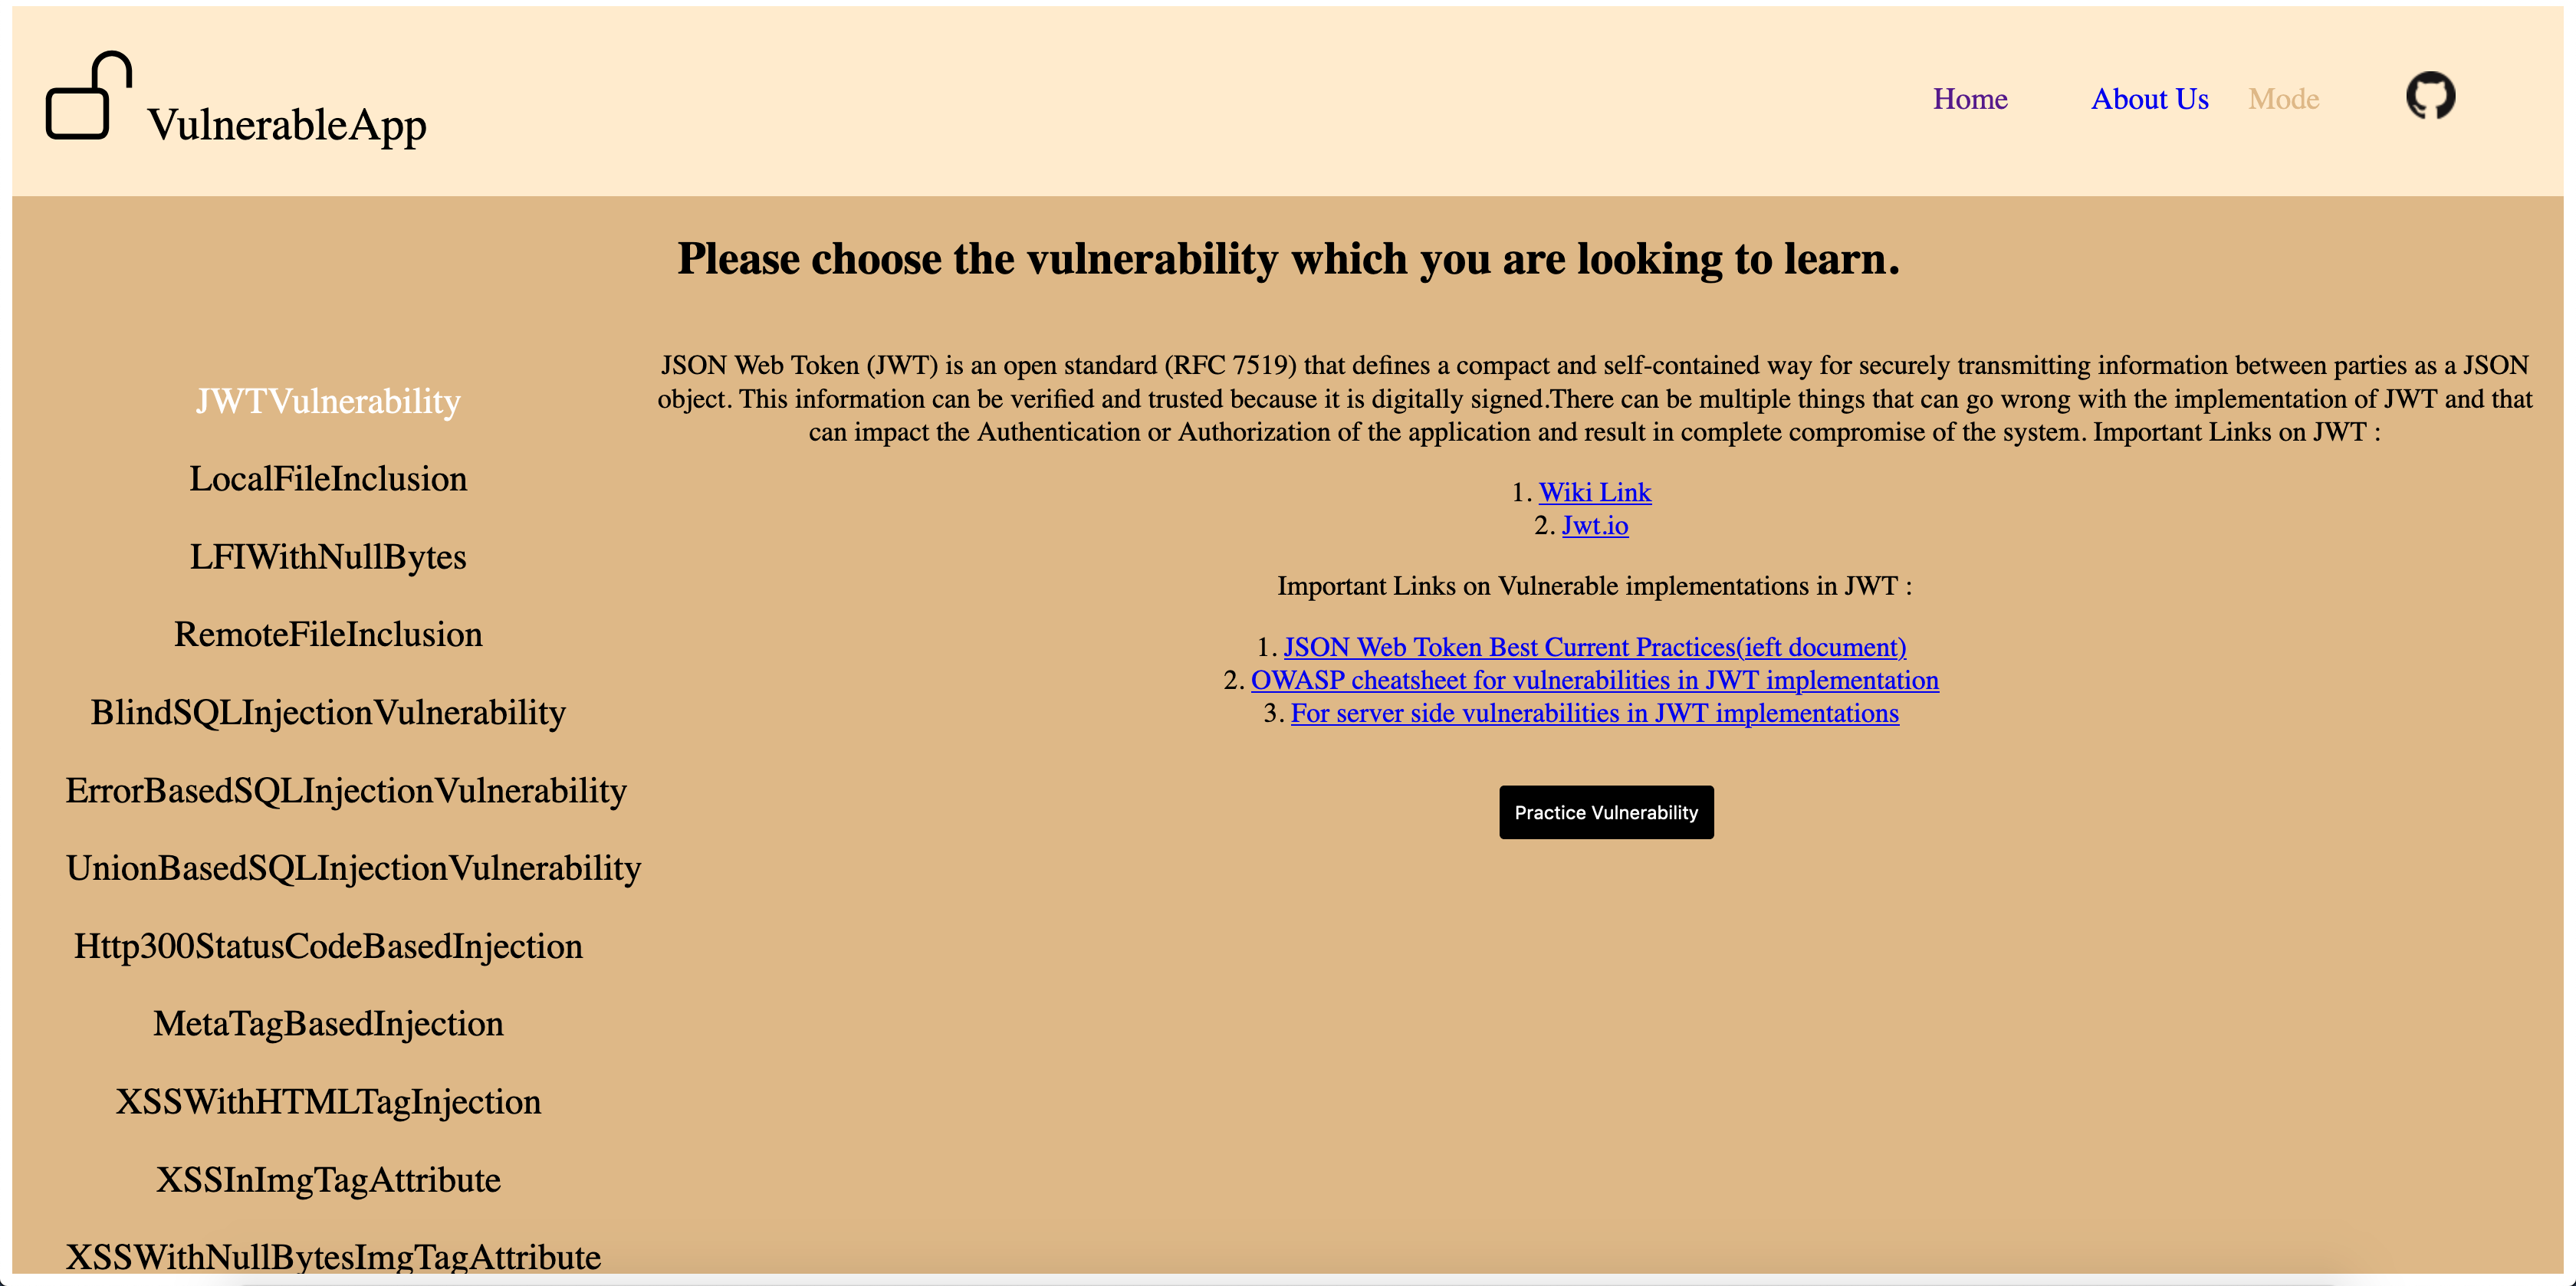 VulnerableApp
Home
About Us
Mode
Please choose the vulnerability which you are looking to learn.
JWTVulnerability
LocalFileInclusion
LFIWithNullBytes
RemoteFileInclusion
BlindSQLInjectionVulnerability
ErrorBasedSQLInjectionVulnerability
UnionBasedSQLInjectionVulnerability
Http300StatusCodeBasedInjection
MetaTagBasedInjection
XSSWithHTMLTagInjection
XSSInImgTagAttribute
XSSWithNullBytesImgTagAttribute
JSON Web Token (JWT) is an open standard (RFC 7519) that defines a compact and self-contained way for securely transmitting information between parties as a JSON
object. This information can be verified and trusted because it is digitally signed.There can be multiple things that can go wrong with the implementation of JWT and that
can impact the Authentication or Authorization of the application and result in complete compromise of the system. Important Links on JWT :
1. Wiki Link
2. Jwt.io
Important Links on Vulnerable implementations in JWT :
1. JSON Web Token Best Current Practices(ieft document)
2. OWASP cheatsheet for vulnerabilities in JWT implementation
3. For server side vulnerabilities in JWT implementations
Practice Vulnerability